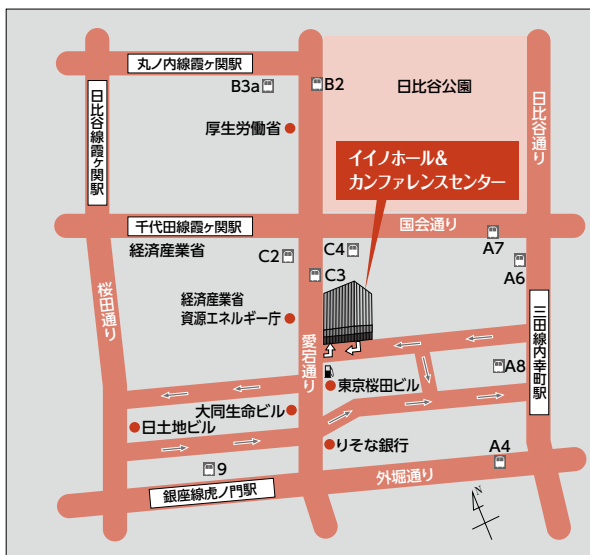 丸ノ内線霞ヶ関駅
B3a
B2
日比谷公園
日比谷線霞ヶ関駅
日比谷通り
厚生労働省
イイノホール&
カンファレンスセンター
千代田線霞ヶ関駅
国会通り
経済産業省
C2
C4
C3
A7
A6
桜田通り
経済産業省
資源エネルギー庁
愛宕通り
三田線内幸町駅
A8
東京桜田ビル
大同生命ビル
日土地ビル
りそな銀行
A4
9
外堀通り
銀座線虎ノ門駅
N